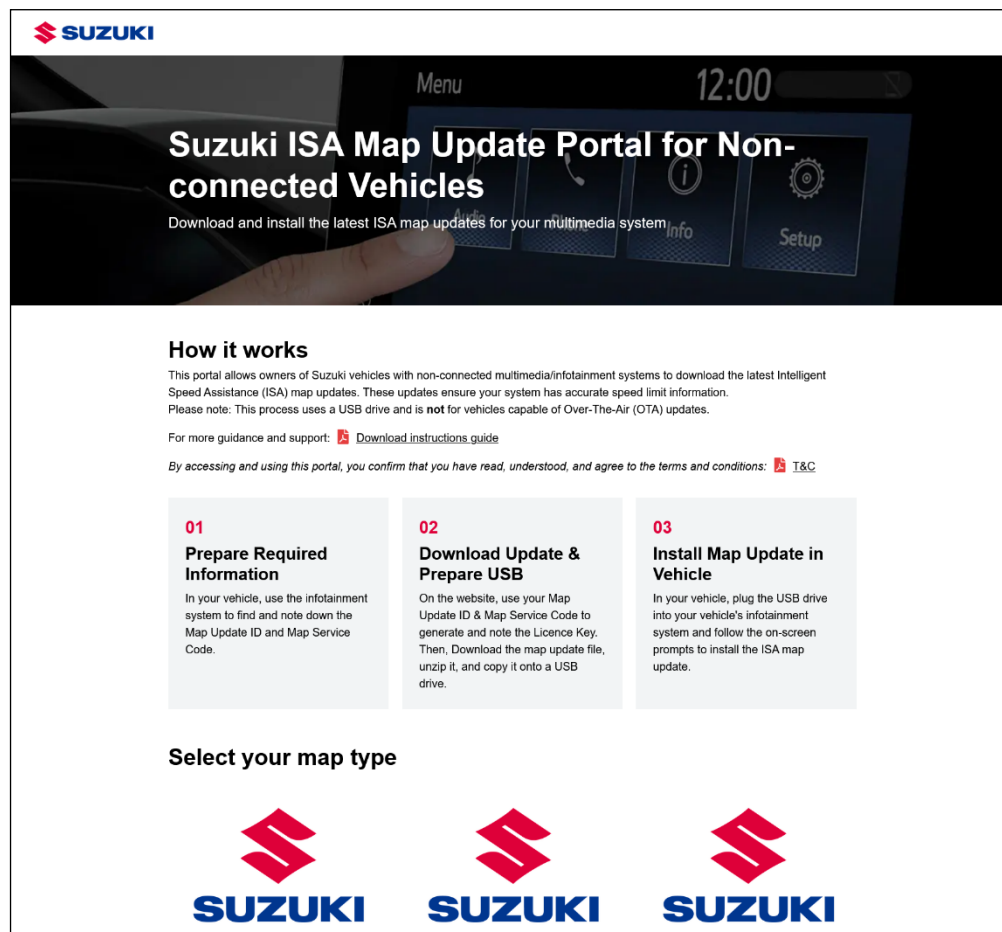 SUZUKI
Menu 12:00
Suzuki ISA Map Update Portal for Non-
connected Vehicles
Download and install the latest ISA map updates for your multimedia system
Audio Phone Info Setup
How it works
This portal allows owners of Suzuki vehicles with non-connected multimedia/infotainment systems to download the latest Intelligent
Speed Assistance (ISA) map updates. These updates ensure your system has accurate speed limit information.
Please note: This process uses a USB drive and is not for vehicles capable of Over-The-Air (OTA) updates.
For more guidance and support: Download instructions guide
By accessing and using this portal, you confirm that you have read, understood, and agree to the terms and conditions: T&C
01
Prepare Required
Information
In your vehicle, use the infotainment
system to find and note down the
Map Update ID and Map Service
Code.
02
Download Update &
Prepare USB
On the website, use your Map
Update ID & Map Service Code to
generate and note the Licence Key.
Then, Download the map update file,
unzip it, and copy it onto a USB
drive.
03
Install Map Update in
Vehicle
In your vehicle, plug the USB drive
into your vehicle's infotainment
system and follow the on-screen
prompts to install the ISA map
update.
Select your map type
SUZUKI
SUZUKI
SUZUKI